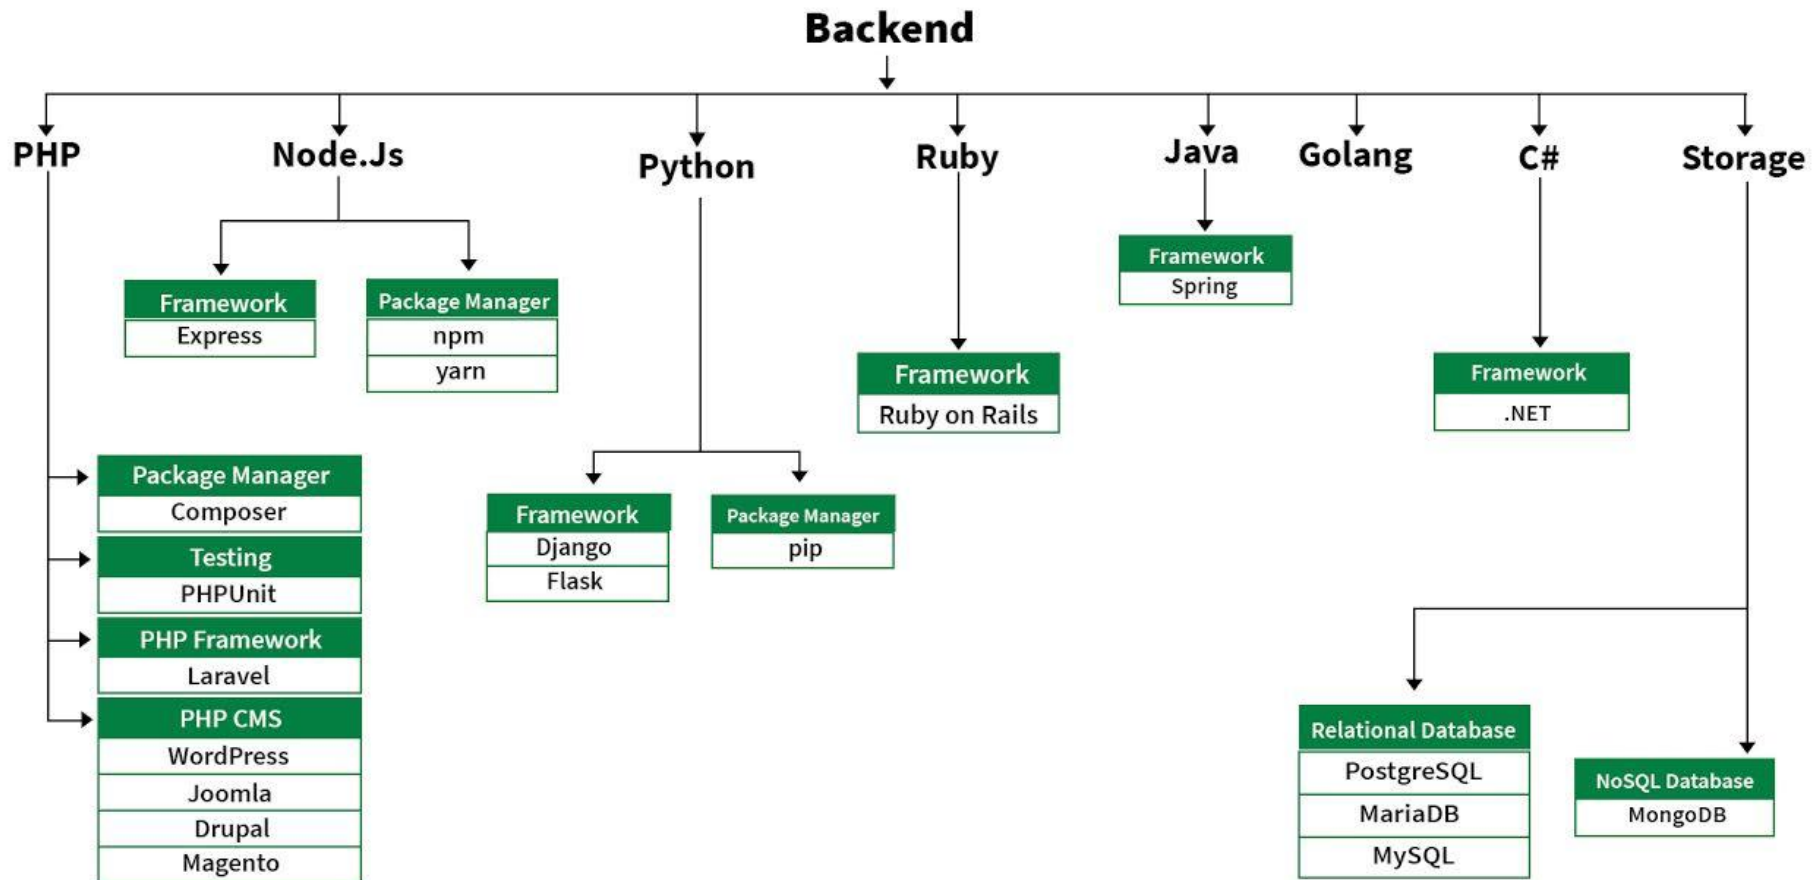 Backend
PHP
Node.Js
Python
Ruby
Java
Golang
C#
Storage
Framework
Express
Package Manager
npm
yarn
Framework
Spring
Framework
Ruby on Rails
Framework
.NET
Package Manager
Composer
Testing
PHPUnit
PHP Framework
Laravel
PHP CMS
WordPress
Joomla
Drupal
Magento
Framework
Django
Flask
Package Manager
pip
Relational Database
PostgreSQL
MariaDB
MySQL
NoSQL Database
MongoDB